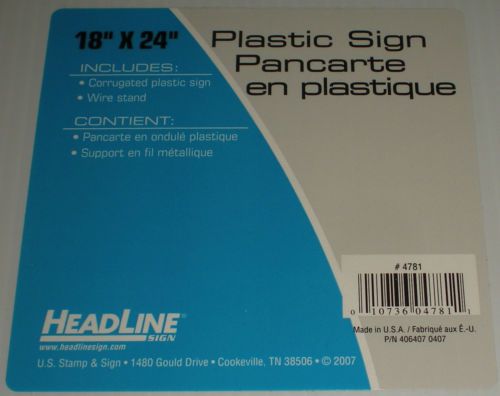 18" X 24"
Plastic Sign
Pancarte
en plastique
INCLUDES:
• Corrugated plastic sign
• Wire stand
CONTIENT:
• Pancarte en ondulé plastique
• Support en fil métallique
# 4781
0 10736 04781 1
Made in U.S.A. / Fabriqué aux É.-U.
P/N 406407 0407
HEADLINE
SIGN
www.headlinesign.com
U.S. Stamp & Sign • 1480 Gould Drive • Cookeville, TN 38506 • © 2007